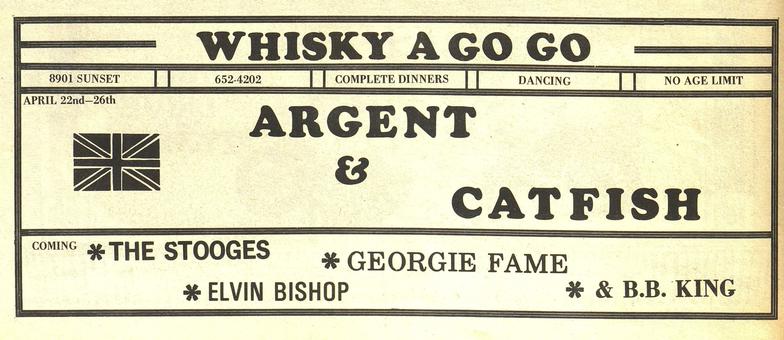 WHISKY A GO GO
8901 SUNSET 652-4202 COMPLETE DINNERS DANCING NO AGE LIMIT
APRIL 22nd—26th
ARGENT
&
CATFISH
COMING * THE STOOGES * GEORGIE FAME
* ELVIN BISHOP * & B.B. KING